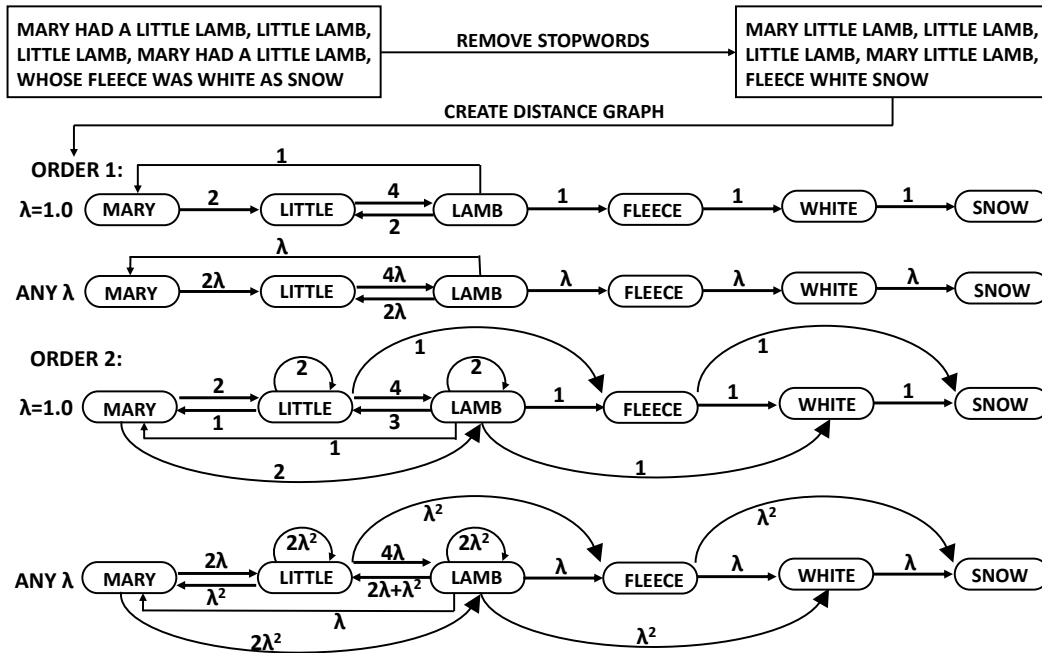 MARY HAD A LITTLE LAMB, LITTLE LAMB,
LITTLE LAMB, MARY HAD A LITTLE LAMB,
WHOSE FLEECE WAS WHITE AS SNOW
REMOVE STOPWORDS
MARY LITTLE LAMB, LITTLE LAMB,
LITTLE LAMB, MARY LITTLE LAMB,
FLEECE WHITE SNOW
CREATE DISTANCE GRAPH
ORDER 1:
1
λ=1.0
MARY 2 LITTLE 4 2 LAMB 1 FLEECE 1 WHITE 1 SNOW
λ
ANY λ
MARY 2λ LITTLE 4λ 2λ LAMB λ FLEECE λ WHITE λ SNOW
ORDER 2:
2 1 2 1
λ=1.0
MARY 2 1 LITTLE 4 3 LAMB 1 FLEECE 1 WHITE 1 SNOW
1
2 1
λ² λ²
2λ² 2λ²
ANY λ
MARY 2λ λ² LITTLE 4λ 2λ+λ² LAMB λ FLEECE λ WHITE λ SNOW
λ
2λ² λ²